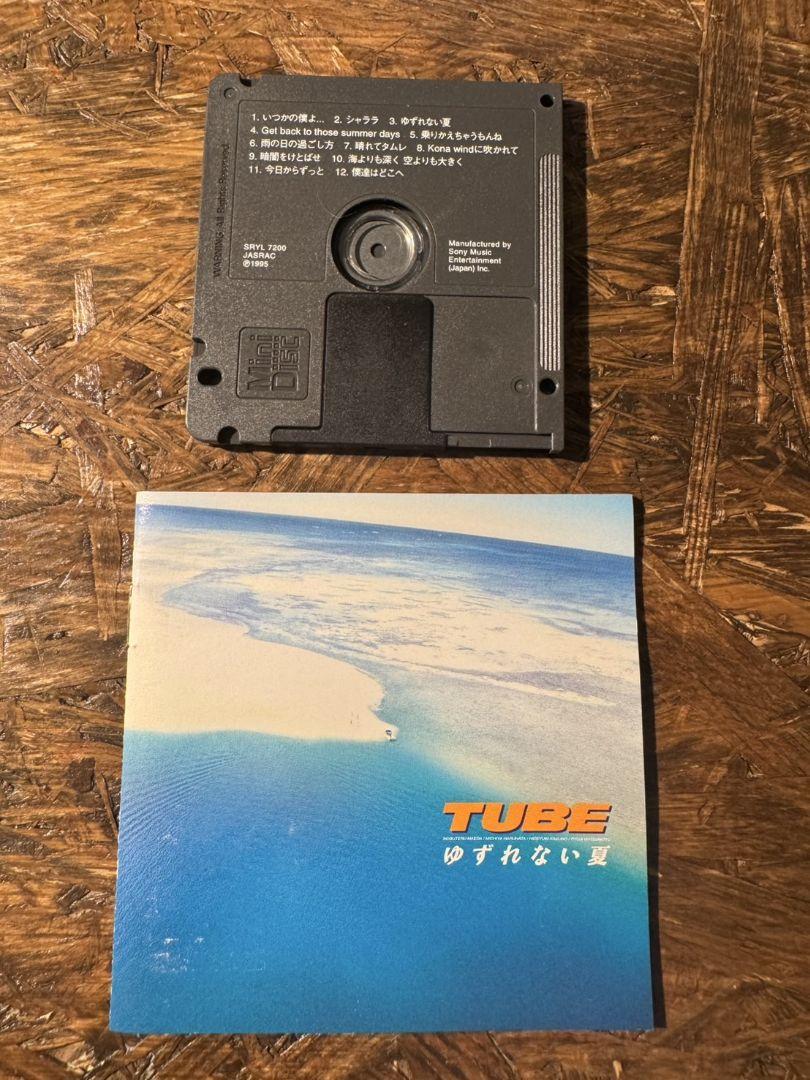 1. いつかの僕よ… 2. シャララ 3. ゆずれない夏
4. Get back to those summer days 5. 乗りかえちゃうもんね
6. 雨の日の過ごし方 7. 晴れてタムレ 8. Kona windに吹かれて
9. 暗闇をけとばせ 10. 海よりも深く 空よりも大きく
11. 今日からずっと 12. 僕達はどこへ
WARNING: All Rights Reserved.
SRYL 7200
JASRAC
℗1995
Manufactured by
Sony Music
Entertainment
(Japan) Inc.
Mini
Disc
TUBE
ゆずれない夏